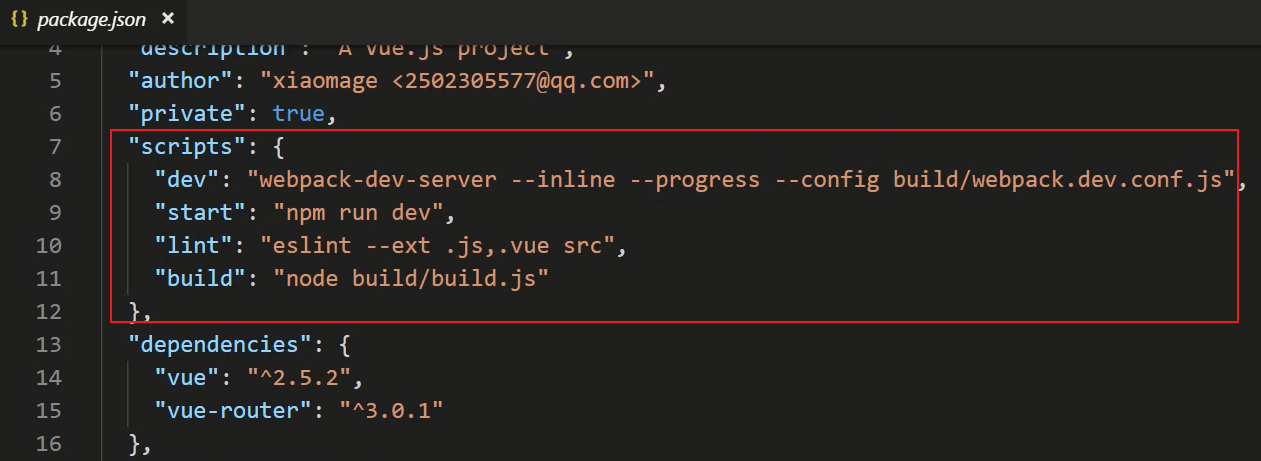 {} package.json ×
4 "description": "A Vue.js project",
5 "author": "xiaomage <2502305577@qq.com>",
6 "private": true,
7 "scripts": {
8 "dev": "webpack-dev-server --inline --progress --config build/webpack.dev.conf.js",
9 "start": "npm run dev",
10 "lint": "eslint --ext .js,.vue src",
11 "build": "node build/build.js"
12 },
13 "dependencies": {
14 "vue": "^2.5.2",
15 "vue-router": "^3.0.1"
16 },